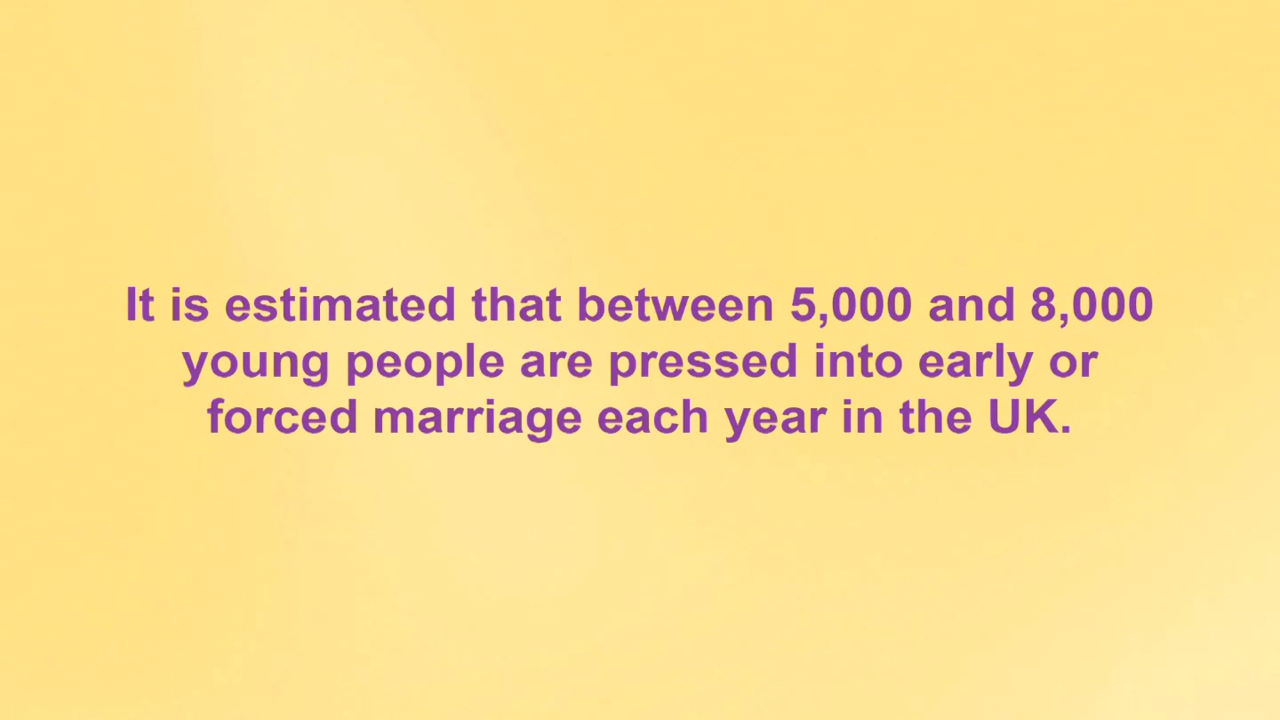 It is estimated that between 5,000 and 8,000
young people are pressed into early or
forced marriage each year in the UK.